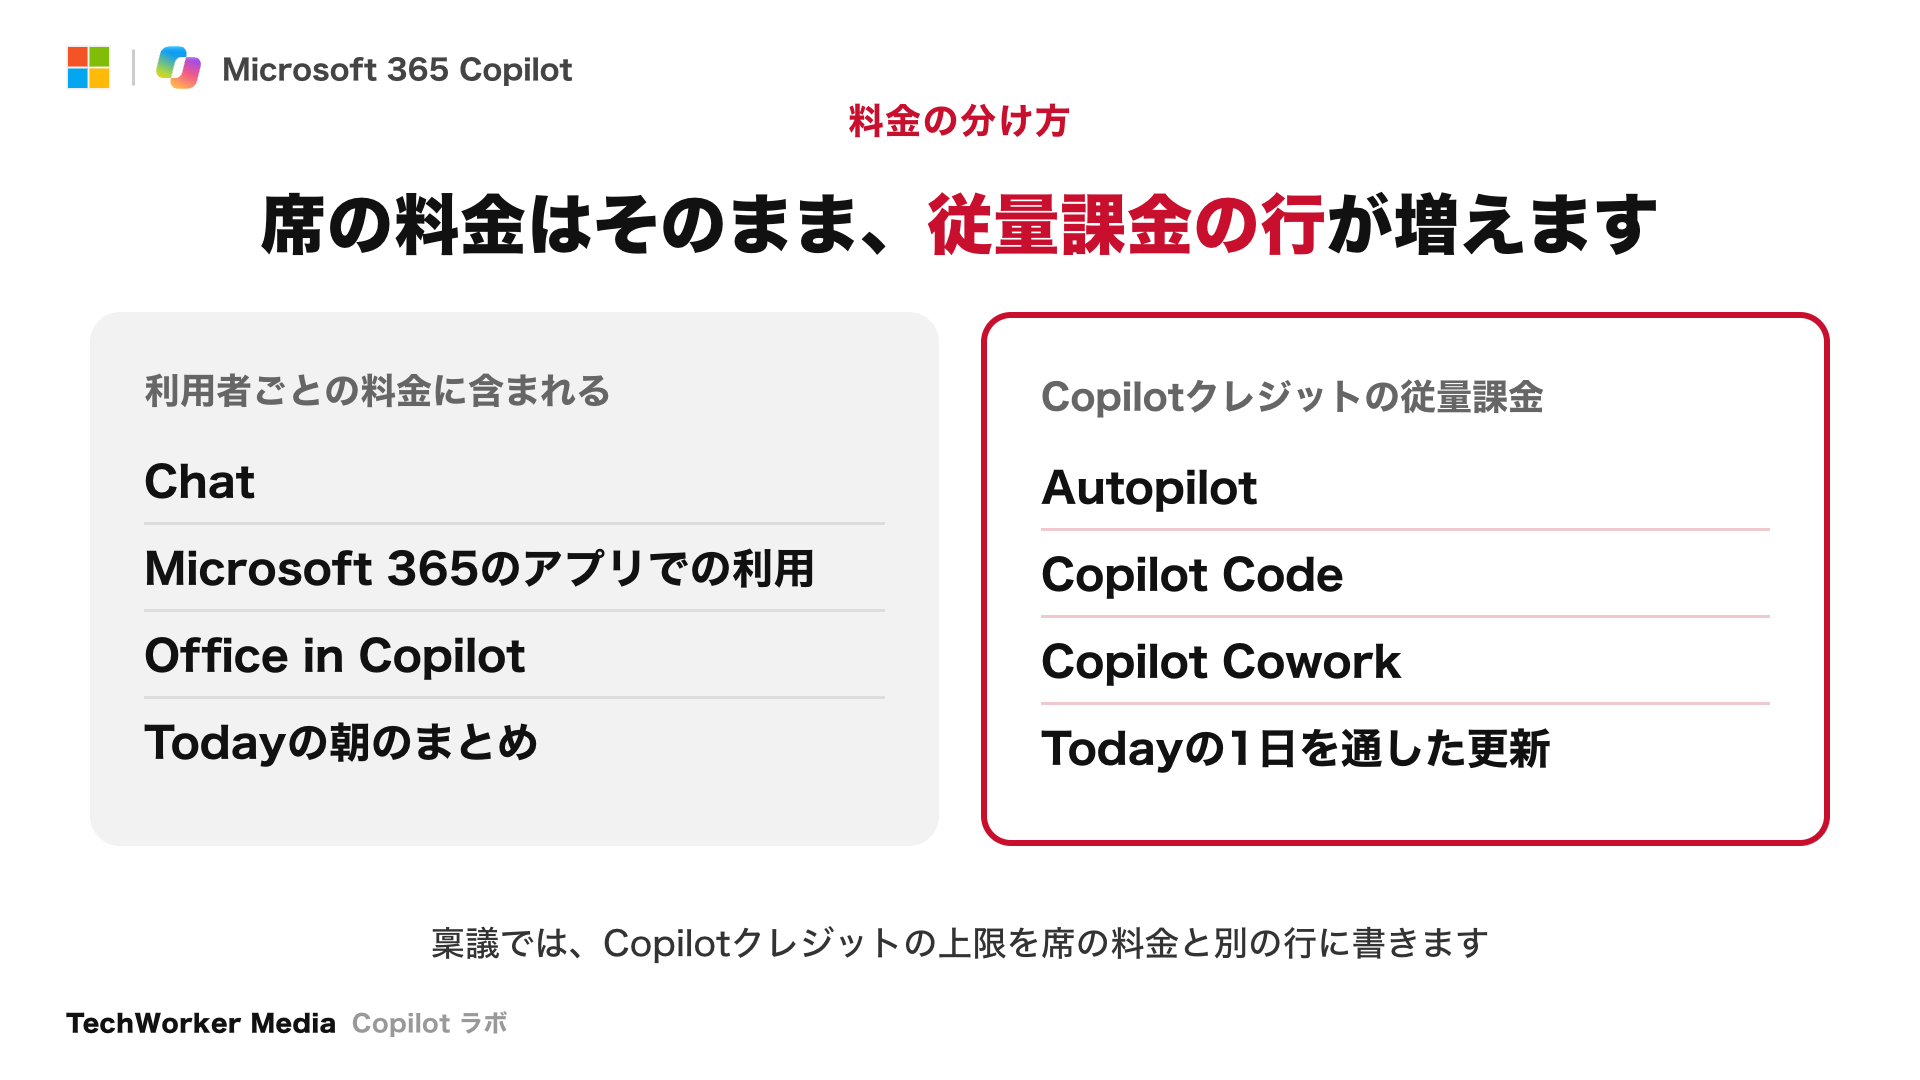 Microsoft 365 Copilot
料金の分け方
席の料金はそのまま、従量課金の行が増えます
利用者ごとの料金に含まれる
Chat
Microsoft 365のアプリでの利用
Office in Copilot
Todayの朝のまとめ
Copilotクレジットの従量課金
Autopilot
Copilot Code
Copilot Cowork
Todayの1日を通した更新
稟議では、Copilotクレジットの上限を席の料金と別の行に書きます
TechWorker Media Copilot ラボ